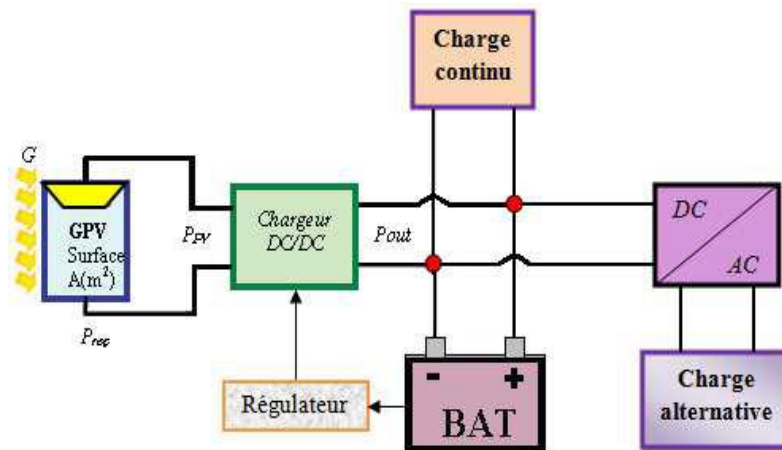 Charge
continu
G
GPV
Surface
A(m²)
P_PV
Chargeur
DC/DC
Pout
DC
AC
P_rec
Régulateur
- +
BAT
Charge
alternative